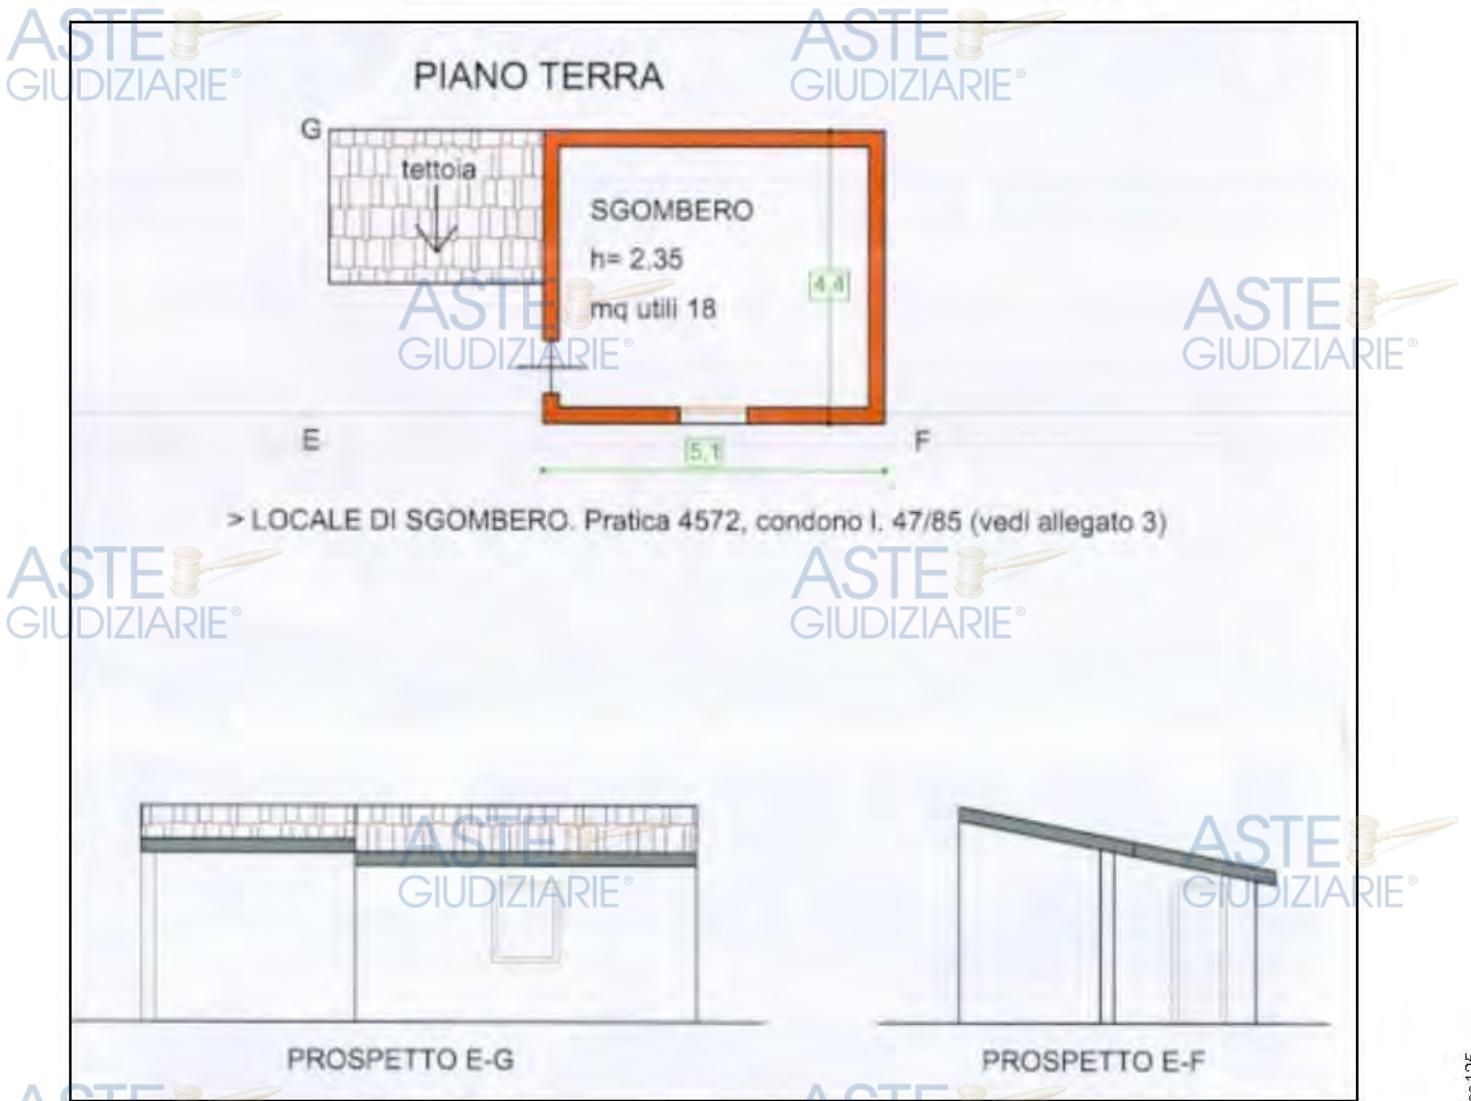 ASTE GIUDIZIARIE®
ASTE GIUDIZIARIE®
PIANO TERRA
G
tettoia
SGOMBERO
h= 2,35
mq utili 18
4,4
ASTE GIUDIZIARIE®
ASTE GIUDIZIARIE®
E
F
5,1
> LOCALE DI SGOMBERO. Pratica 4572, condono l. 47/85 (vedi allegato 3)
ASTE GIUDIZIARIE®
ASTE GIUDIZIARIE®
ASTE GIUDIZIARIE®
ASTE GIUDIZIARIE®
PROSPETTO E-G
PROSPETTO E-F
ASTE
ASTE